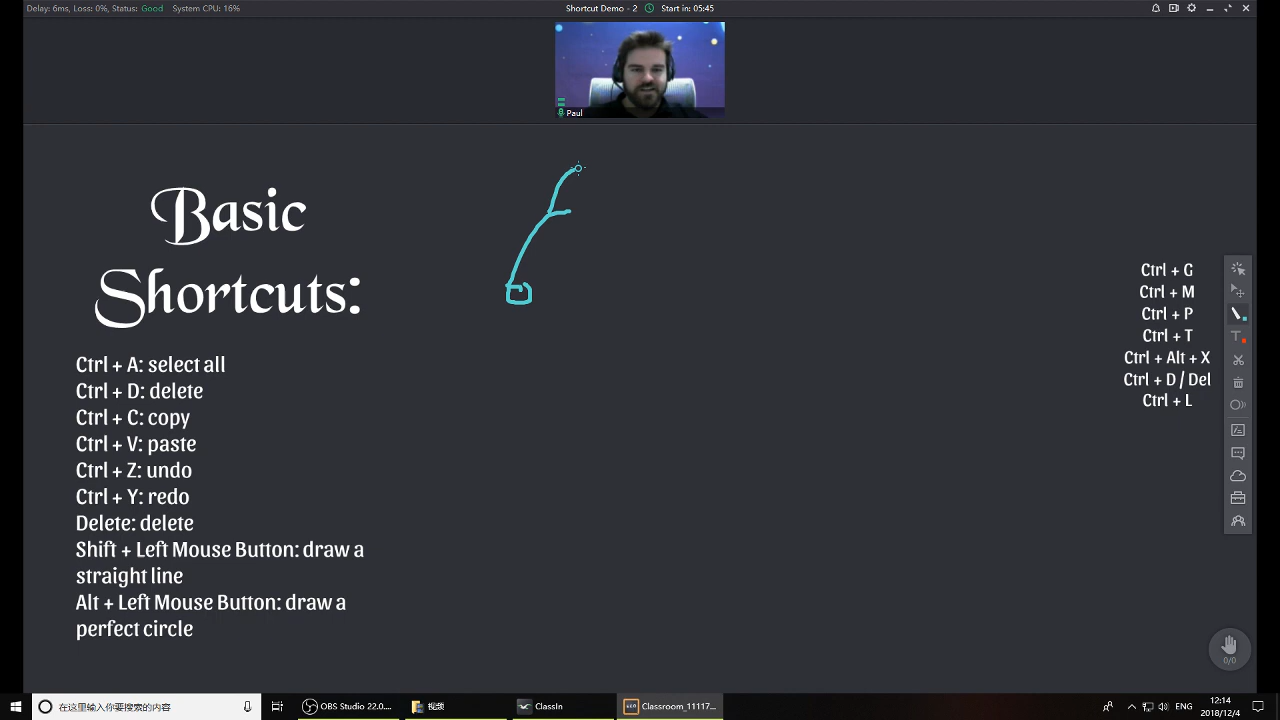 Delay: 6ms, Loss: 0%, Status: Good System CPU: 16%
Shortcut Demo - 2 Start in: 05:45
Paul
Basic
Shortcuts:
Ctrl + A: select all
Ctrl + D: delete
Ctrl + C: copy
Ctrl + V: paste
Ctrl + Z: undo
Ctrl + Y: redo
Delete: delete
Shift + Left Mouse Button: draw a
straight line
Alt + Left Mouse Button: draw a
perfect circle
Ctrl + G
Ctrl + M
Ctrl + P
Ctrl + T
Ctrl + Alt + X
Ctrl + D / Del
Ctrl + L
0/0
在这里输入你要搜索的内容
OBS Studio 22.0....
视频
ClassIn
Classroom_11117...
ENG
12:14
2018/12/4